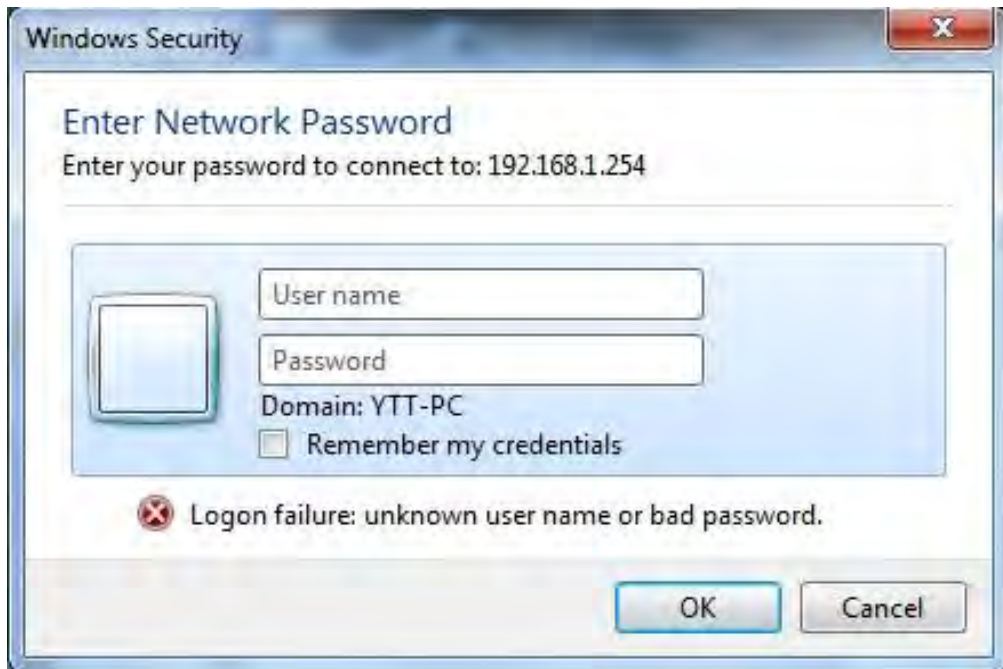 Windows Security
Enter Network Password
Enter your password to connect to: 192.168.1.254
User name
Password
Domain: YTT-PC
Remember my credentials
Logon failure: unknown user name or bad password.
OK
Cancel